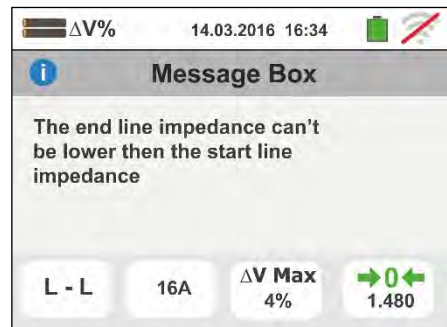 ΔV% 14.03.2016 16:34
i Message Box
The end line impedance can't
be lower then the start line
impedance
L - L 16A ΔV Max 4% →0← 1.480